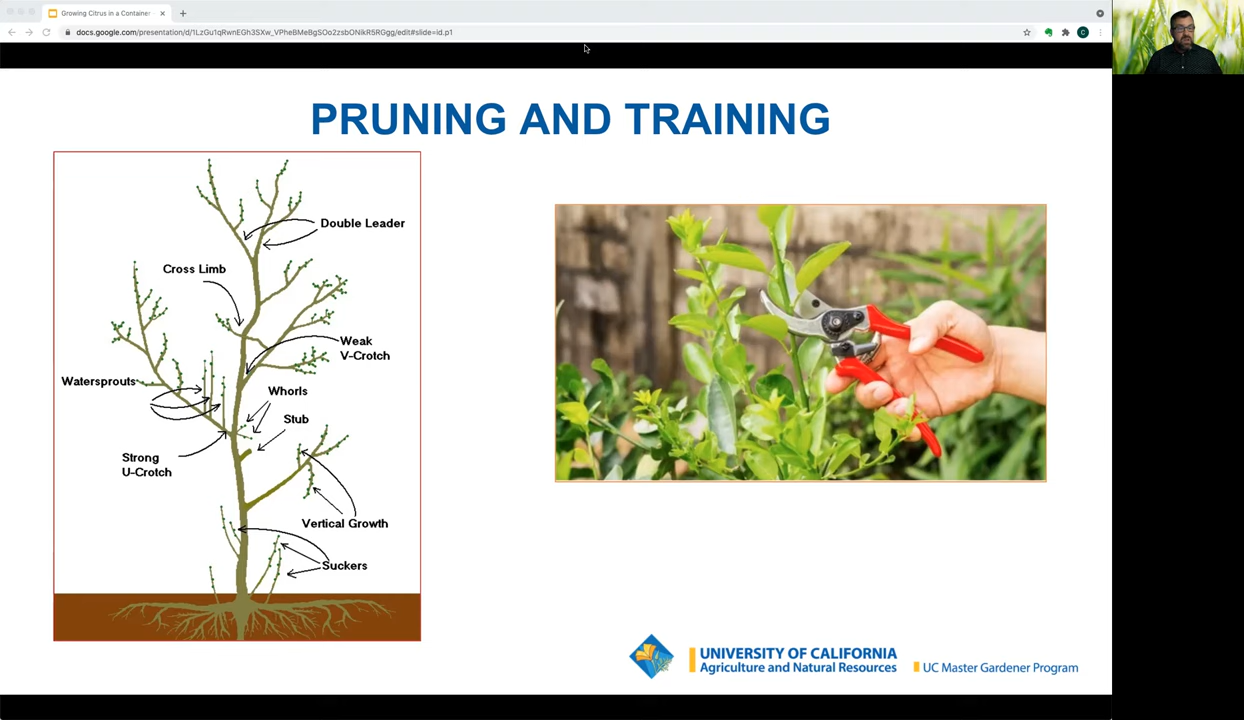 Growing Citrus in a Container
docs.google.com/presentation/d/1LzGu1qRwnEGh3SXw_VPheBMeBgSOo2zsbONikR5RGgg/edit#slide=id.p1
C
PRUNING AND TRAINING
Double Leader
Cross Limb
Weak
V-Crotch
Watersprouts
Whorls
Stub
Strong
U-Crotch
Vertical Growth
Suckers
UNIVERSITY OF CALIFORNIA
Agriculture and Natural Resources
UC Master Gardener Program